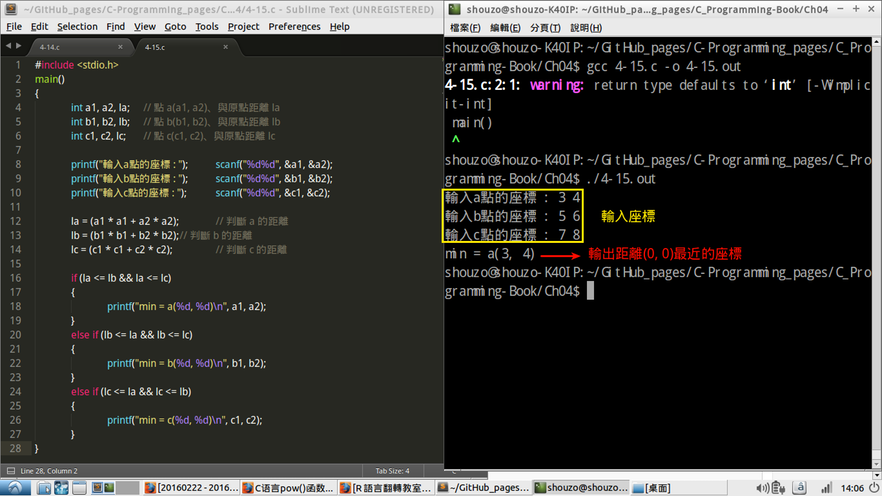 ~/GitHub_pages/C-Programming_pages/C...4/4-15.c - Sublime Text (UNREGISTERED)
File Edit Selection Find View Goto Tools Project Preferences Help
4-14.c 4-15.c
1 #include <stdio.h>
2 main()
3 {
4 int a1, a2, la; // 點 a(a1, a2)、與原點距離 la
5 int b1, b2, lb; // 點 b(b1, b2)、與原點距離 lb
6 int c1, c2, lc; // 點 c(c1, c2)、與原點距離 lc
7
8 printf("輸入a點的座標 : "); scanf("%d%d", &a1, &a2);
9 printf("輸入b點的座標 : "); scanf("%d%d", &b1, &b2);
10 printf("輸入c點的座標 : "); scanf("%d%d", &c1, &c2);
11
12 la = (a1 * a1 + a2 * a2); // 判斷 a 的距離
13 lb = (b1 * b1 + b2 * b2); // 判斷 b 的距離
14 lc = (c1 * c1 + c2 * c2); // 判斷 c 的距離
15
16 if (la <= lb && la <= lc)
17 {
18 printf("min = a(%d, %d)\n", a1, a2);
19 }
20 else if (lb <= la && lb <= lc)
21 {
22 printf("min = b(%d, %d)\n", b1, b2);
23 }
24 else if (lc <= la && lc <= lb)
25 {
26 printf("min = c(%d, %d)\n", c1, c2);
27 }
28 }
Line 28, Column 2 Tab Size: 4 C
shouzo@shouzo-K40IP: ~/Gi...g_pages/C_Programming-Book/Ch04
檔案(F) 編輯(E) 分頁(T) 說明(H)
shouzo@shouzo-K40IP:~/GitHub_pages/C-Programming_pages/C_Pro
gramming-Book/Ch04$ gcc 4-15.c -o 4-15.out
4-15.c:2:1: warning: return type defaults to ‘int’ [-Wimplic
it-int]
main()
^
shouzo@shouzo-K40IP:~/GitHub_pages/C-Programming_pages/C_Pro
gramming-Book/Ch04$ ./4-15.out
輸入a點的座標 : 3 4
輸入b點的座標 : 5 6 輸入座標
輸入c點的座標 : 7 8
min = a(3, 4) 輸出距離(0, 0)最近的座標
shouzo@shouzo-K40IP:~/GitHub_pages/C-Programming_pages/C_Pro
gramming-Book/Ch04$
[20160222 - 2016... C语言pow()函数... [R 語言翻轉教室... ~/GitHub_pages/... shouzo@shouzo... [桌面] 14:06